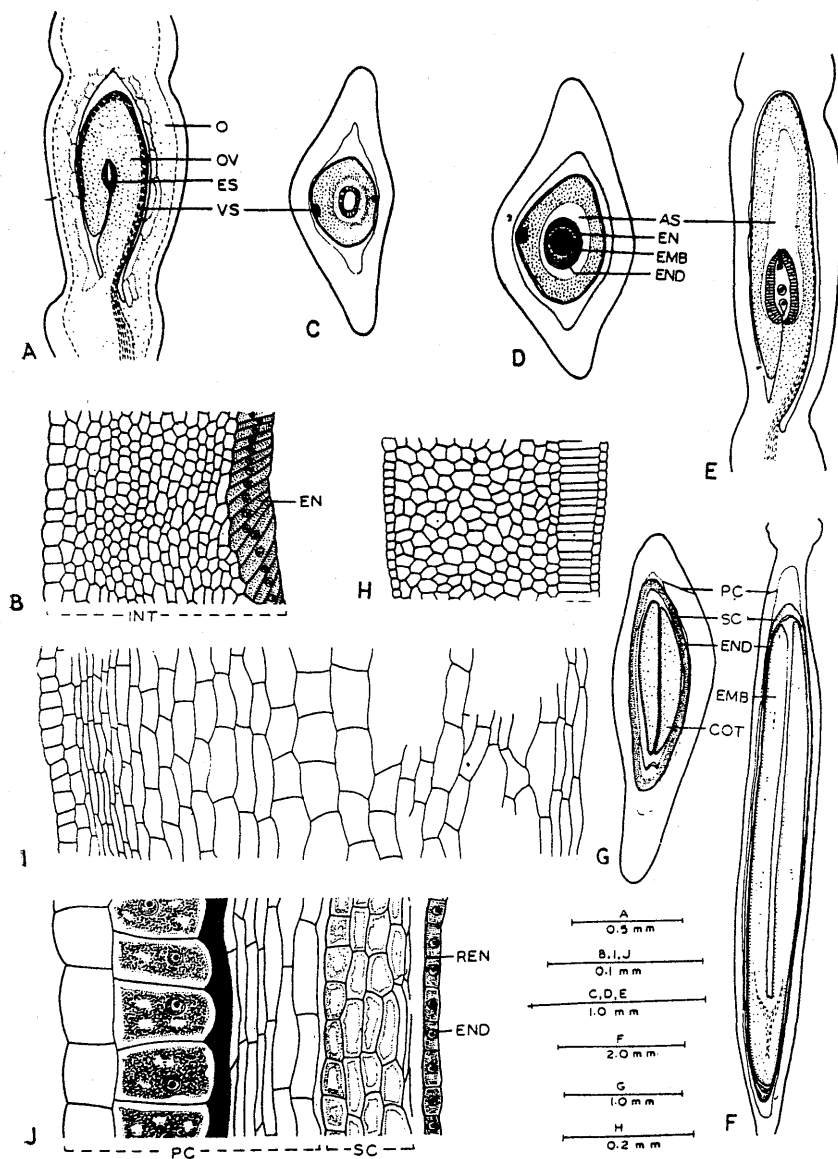 O
OV
ES
VS
A
C
AS
EN
EMB
END
D
E
EN
B
INT
H
PC
SC
END
EMB
COT
I
G
REN
END
J
PC
SC
A
0.5 mm
B,I,J
0.1 mm
C,D,E
1.0 mm
F
2.0 mm
G
1.0 mm
H
0.2 mm
F